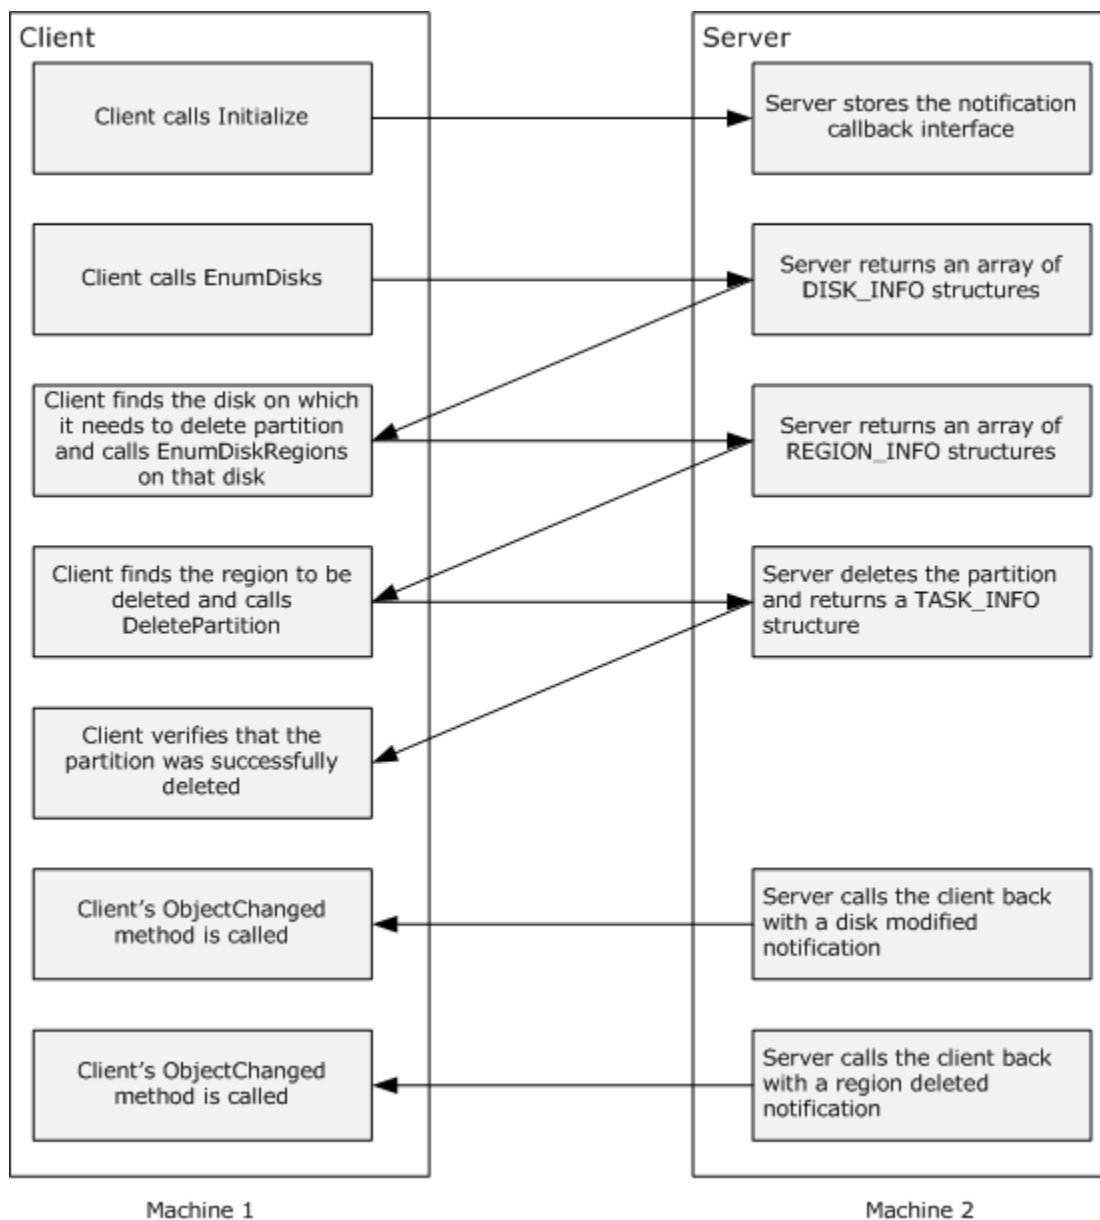 Client
Server
Client calls Initialize
Server stores the notification
callback interface
Client calls EnumDisks
Server returns an array of
DISK_INFO structures
Client finds the disk on which
it needs to delete partition
and calls EnumDiskRegions
on that disk
Server returns an array of
REGION_INFO structures
Client finds the region to be
deleted and calls
DeletePartition
Server deletes the partition
and returns a TASK_INFO
structure
Client verifies that the
partition was successfully
deleted
Client’s ObjectChanged
method is called
Server calls the client back
with a disk modified
notification
Client’s ObjectChanged
method is called
Server calls the client back
with a region deleted
notification
Machine 1
Machine 2